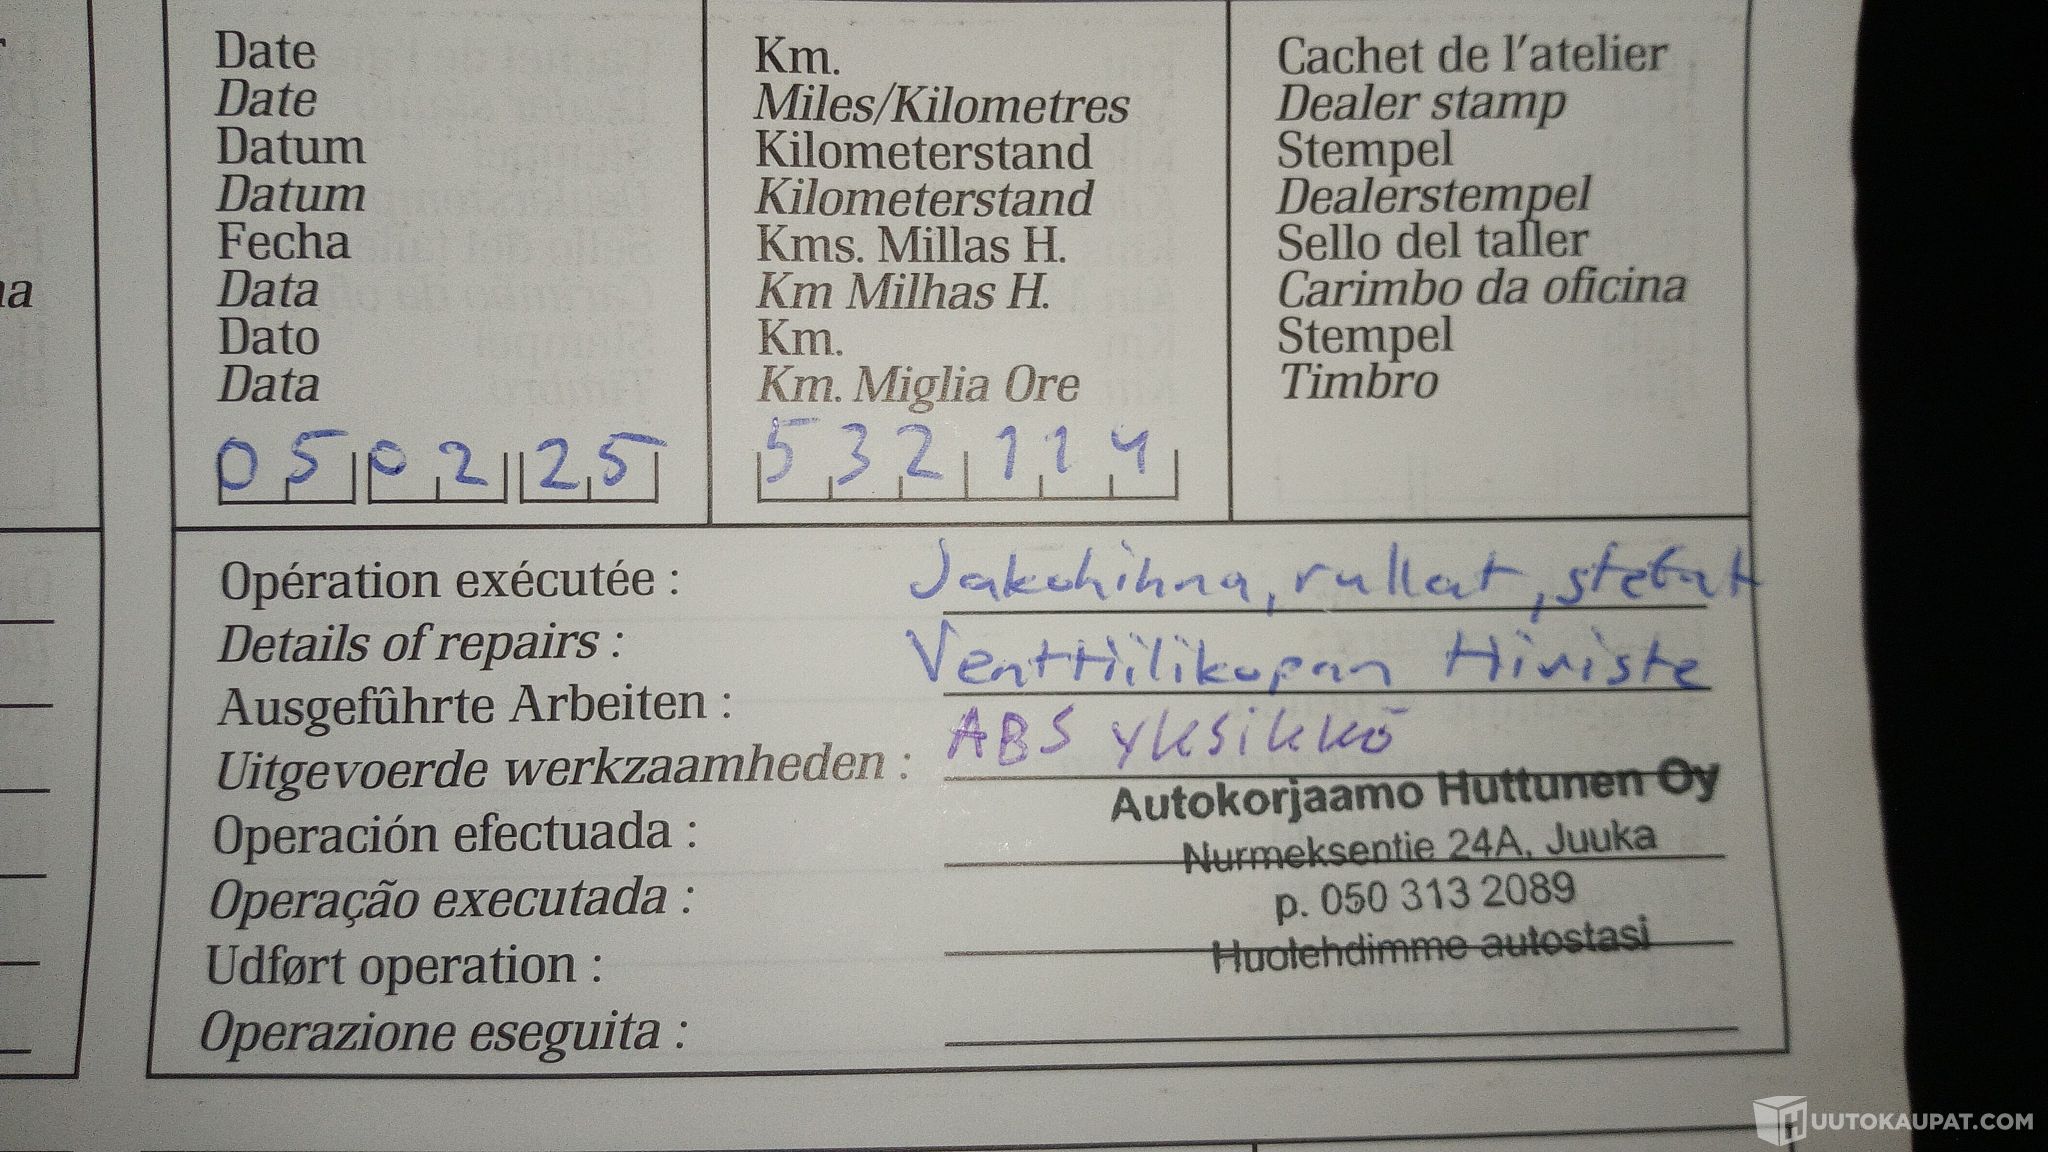 Date
Date
Datum
Datum
Fecha
Data
Dato
Data
05 02 25
Km.
Miles/Kilometres
Kilometerstand
Kilometerstand
Kms. Millas H.
Km Milhas H.
Km.
Km. Miglia Ore
532 114
Cachet de l'atelier
Dealer stamp
Stempel
Dealerstempel
Sello del taller
Carimbo da oficina
Stempel
Timbro
Opération exécutée :
Details of repairs :
Ausgefûhrte Arbeiten :
Uitgevoerde werkzaamheden :
Operación efectuada :
Operação executada :
Udført operation :
Operazione eseguita :
Jakohihna, rullat,
Venttiilikopan Tiiviste
ABS yksikkö
Autokorjaamo Huttunen Oy
Nurmeksentie 24A, Juuka
p. 050 313 2089
Huolehdimme autostasi
HUUTOKAUPAT.COM